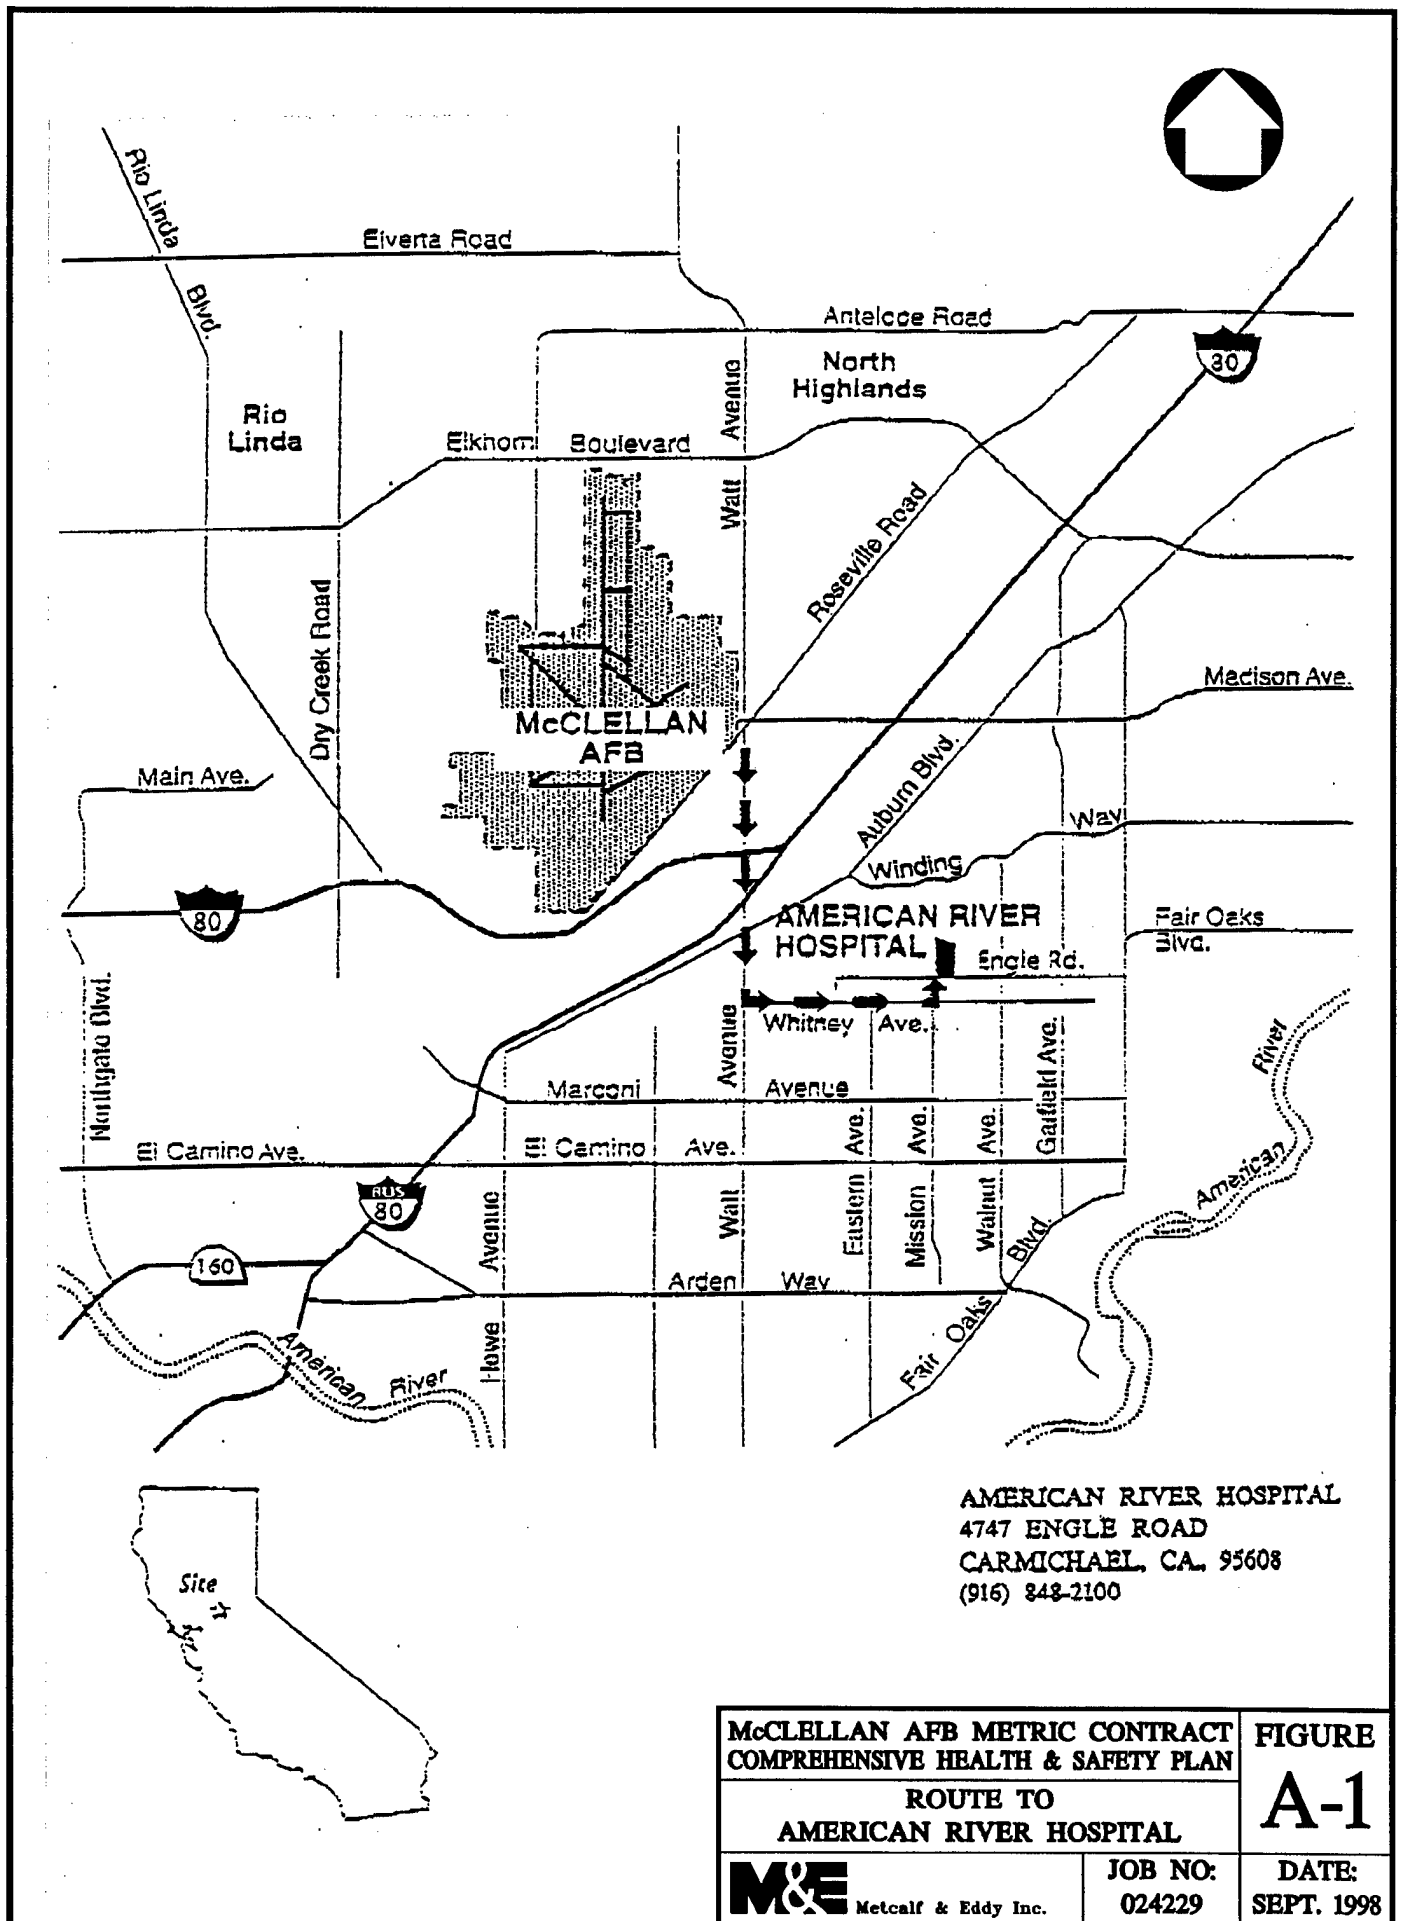 Rio Linda
Blvd.
Elverta Road
Antelope Road
North
Highlands
80
Rio
Linda
Elkhorn Boulevard
Avenue
Watt
Roseville Road
Dry Creek Road
Madison Ave.
McCLELLAN
AFB
Main Ave.
Auburn Blvd.
Winding Way
80
AMERICAN RIVER
HOSPITAL
Fair Oaks
Blvd.
Engle Rd.
Northgate Blvd.
Whitney Ave.
Avenue
Garfield Ave.
River
Marconi Avenue
El Camino Ave.
El Camino Ave.
Ave.
Ave.
Ave.
American
BUS
80
Avenue
Watt
Eastern
Mission
Walnut
Blvd.
160
Arden Way
Oaks
Fair
Howe
American
River
AMERICAN RIVER HOSPITAL
4747 ENGLE ROAD
CARMICHAEL, CA, 95608
(916) 848-2100
Site
McCLELLAN AFB METRIC CONTRACT
COMPREHENSIVE HEALTH & SAFETY PLAN
FIGURE
A-1
ROUTE TO
AMERICAN RIVER HOSPITAL
M&E Metcalf & Eddy Inc.
JOB NO:
024229
DATE:
SEPT. 1998